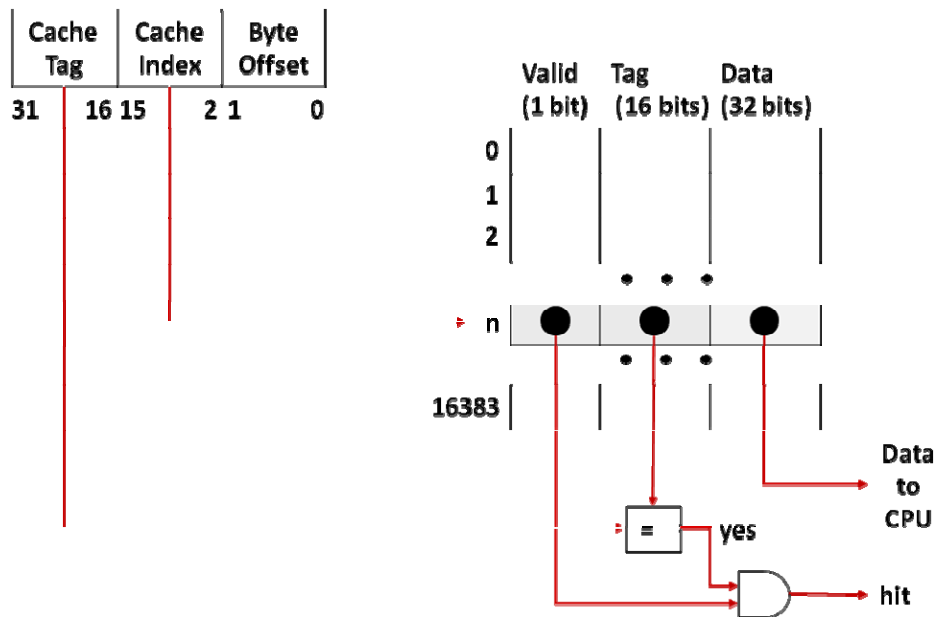 Cache Cache Byte
Tag Index Offset
31 16 15 2 1 0
Valid Tag Data
(1 bit) (16 bits) (32 bits)
0
1
2
n
16383
Data
to
CPU
= yes
hit